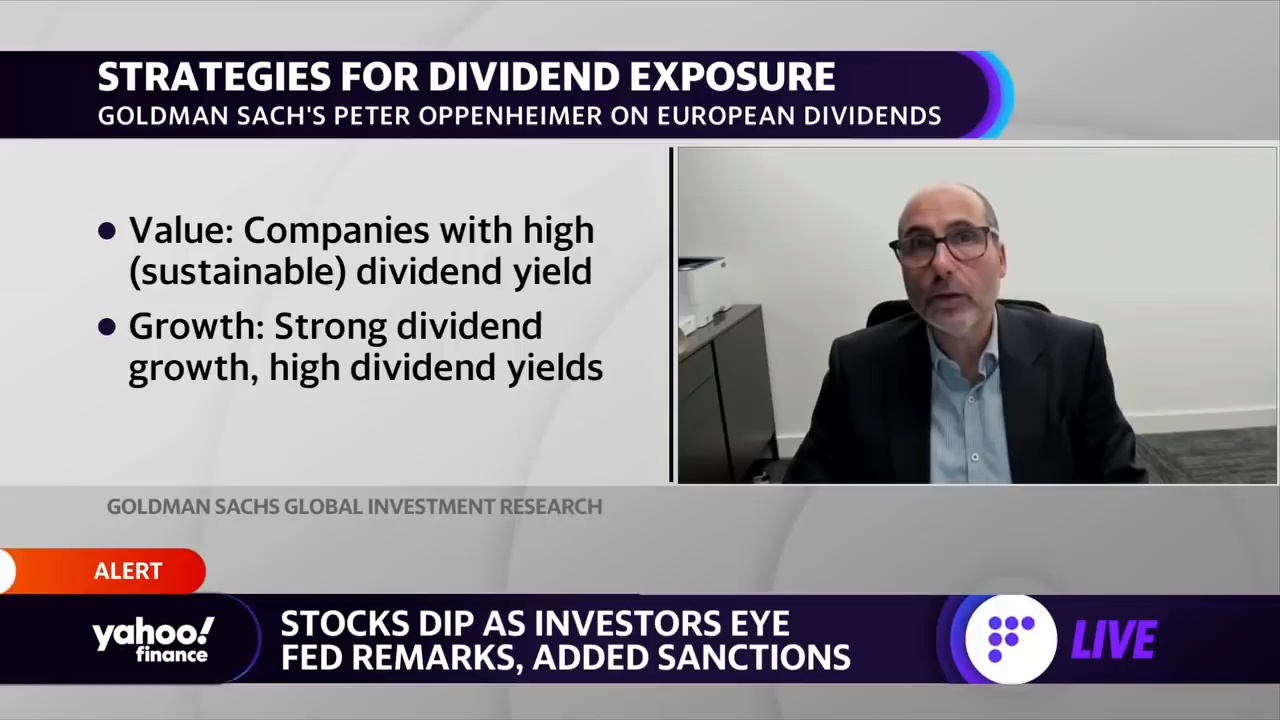 STRATEGIES FOR DIVIDEND EXPOSURE
GOLDMAN SACH'S PETER OPPENHEIMER ON EUROPEAN DIVIDENDS
• Value: Companies with high
(sustainable) dividend yield
• Growth: Strong dividend
growth, high dividend yields
GOLDMAN SACHS GLOBAL INVESTMENT RESEARCH
ALERT
yahoo!
finance
STOCKS DIP AS INVESTORS EYE
FED REMARKS, ADDED SANCTIONS
LIVE